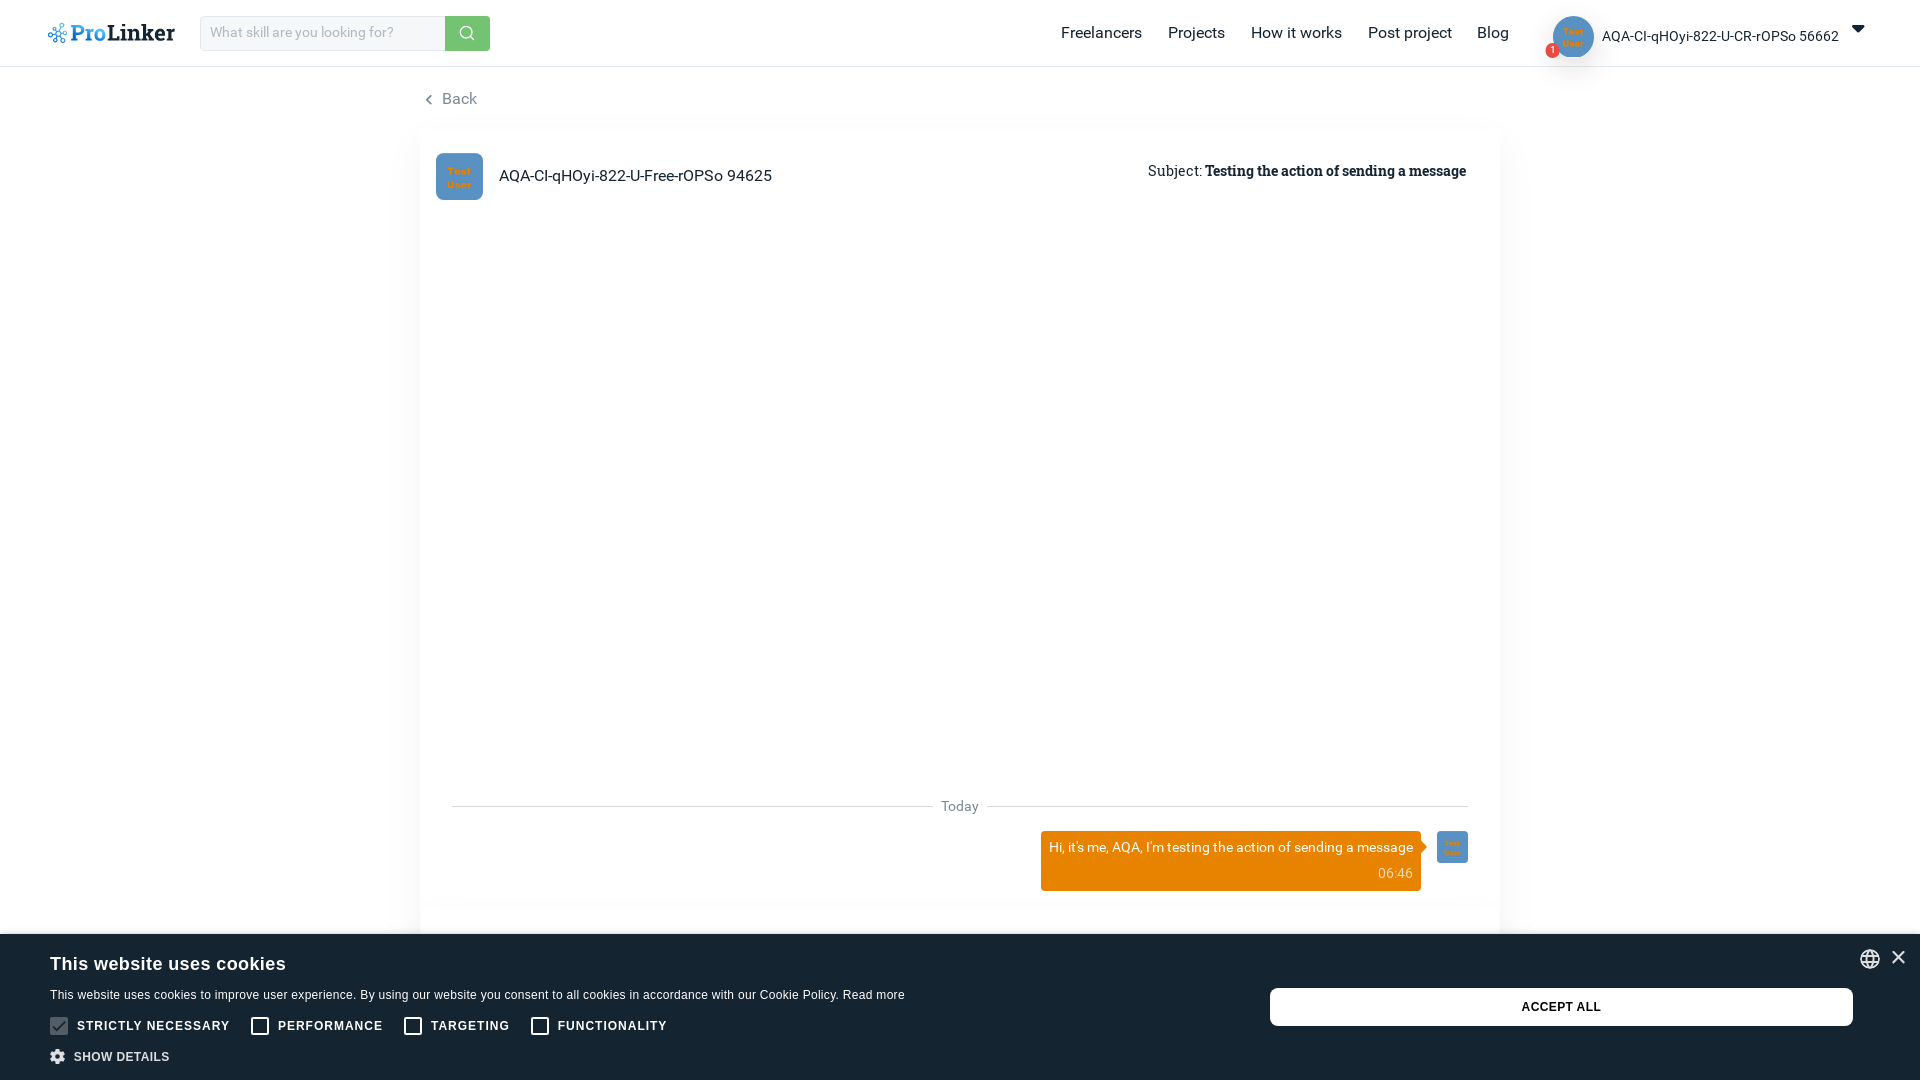 ProLinker
What skill are you looking for?
Freelancers
Projects
How it works
Post project
Blog
Test
User
1
AQA-CI-qHOyi-822-U-CR-rOPSo 56662
Back
Test
User
AQA-CI-qHOyi-822-U-Free-rOPSo 94625
Subject: Testing the action of sending a message
Today
Hi, it's me, AQA, I'm testing the action of sending a message
06:46
This website uses cookies
This website uses cookies to improve user experience. By using our website you consent to all cookies in accordance with our Cookie Policy. Read more
STRICTLY NECESSARY
PERFORMANCE
TARGETING
FUNCTIONALITY
SHOW DETAILS
ACCEPT ALL